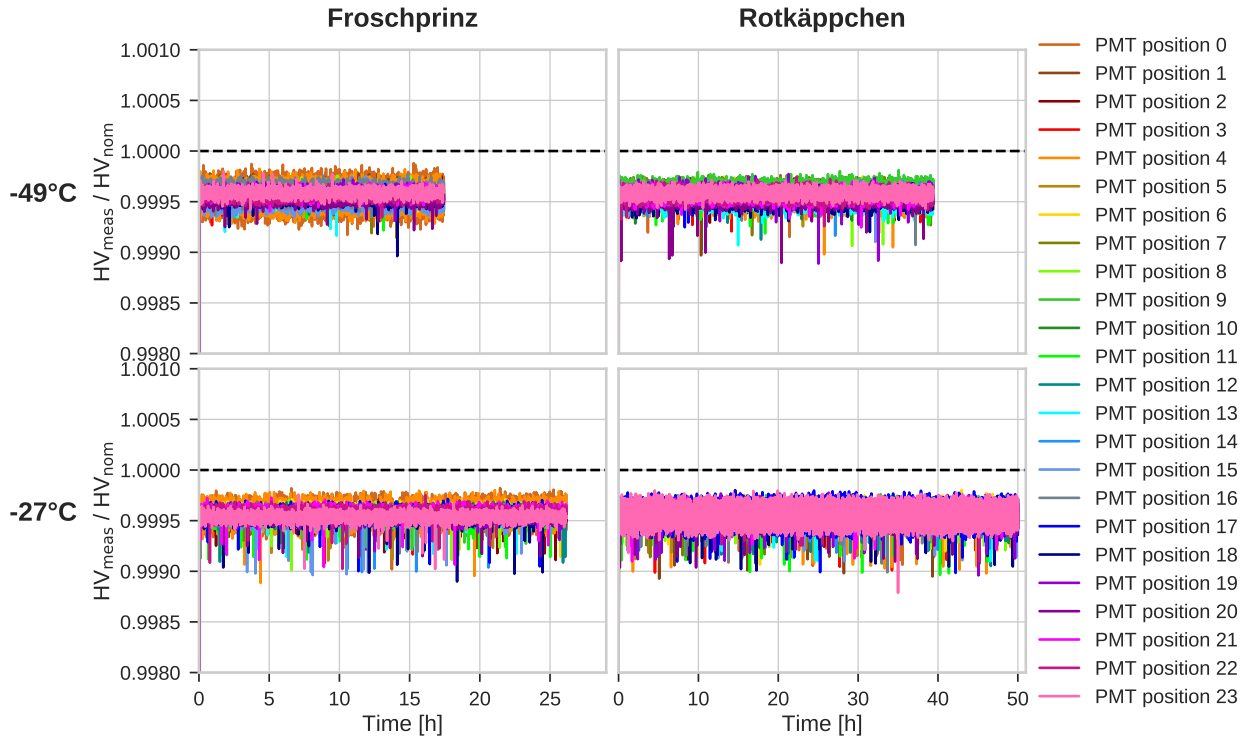 Froschprinz
Rotkäppchen
-49°C
HVmeas / HVnom
1.0010
1.0005
1.0000
0.9995
0.9990
0.9985
0.9980
-27°C
HVmeas / HVnom
1.0010
1.0005
1.0000
0.9995
0.9990
0.9985
0.9980
0 5 10 15 20 25
Time [h]
0 10 20 30 40 50
Time [h]
PMT position 0
PMT position 1
PMT position 2
PMT position 3
PMT position 4
PMT position 5
PMT position 6
PMT position 7
PMT position 8
PMT position 9
PMT position 10
PMT position 11
PMT position 12
PMT position 13
PMT position 14
PMT position 15
PMT position 16
PMT position 17
PMT position 18
PMT position 19
PMT position 20
PMT position 21
PMT position 22
PMT position 23